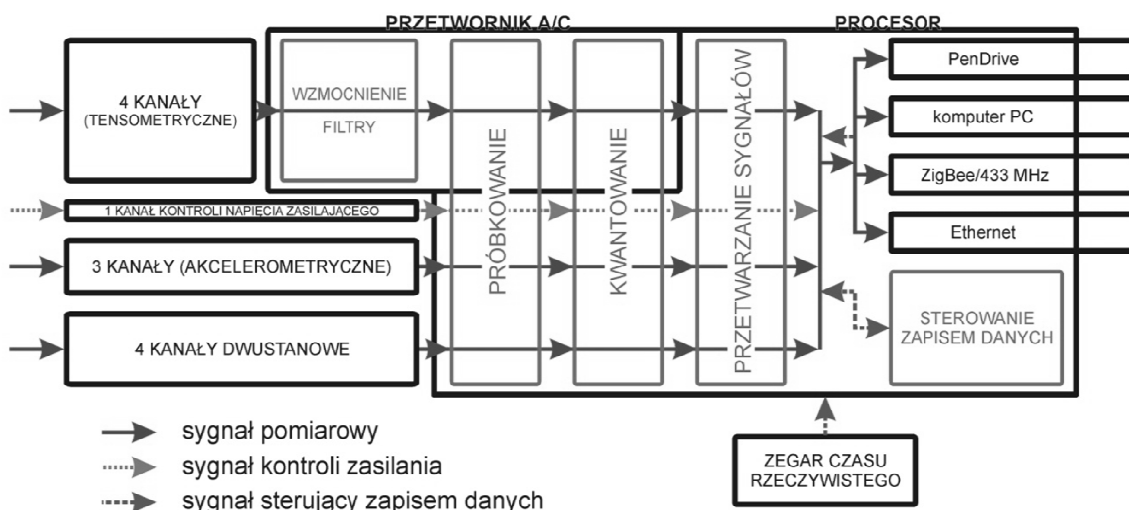 PRZETWORNIK A/C
PROCESOR
4 KANAŁY
(TENSOMETRYCZNE)
WZMOCNIENIE
FILTRY
PRÓBKOWANIE
KWANTOWANIE
PRZETWARZANIE SYGNAŁÓW
PenDrive
komputer PC
ZigBee/433 MHz
Ethernet
1 KANAŁ KONTROLI NAPIĘCIA ZASILAJĄCEGO
3 KANAŁY (AKCELEROMETRYCZNE)
4 KANAŁY DWUSTANOWE
STEROWANIE
ZAPISEM DANYCH
sygnał pomiarowy
sygnał kontroli zasilania
sygnał sterujący zapisem danych
ZEGAR CZASU
RZECZYWISTEGO